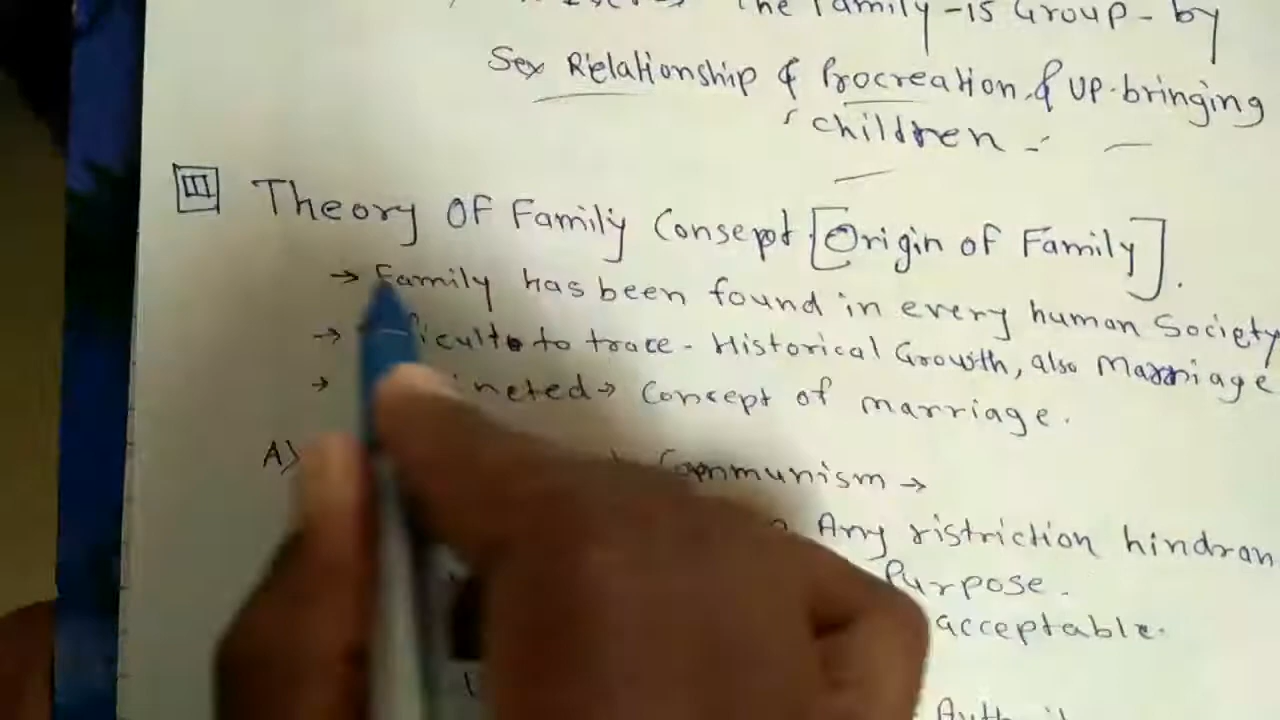 The Family-is Group- by
Sex Relationship & Procreation & up-bringing
children -
III Theory OF Family Consept [Origin of Family].
→ Family has been found in every human Society
→ to trace - Historical Growth, also Marriage
→ → Concept of marriage.
A) Communism →
Any ristriction hindran
Purpose.
acceptable.